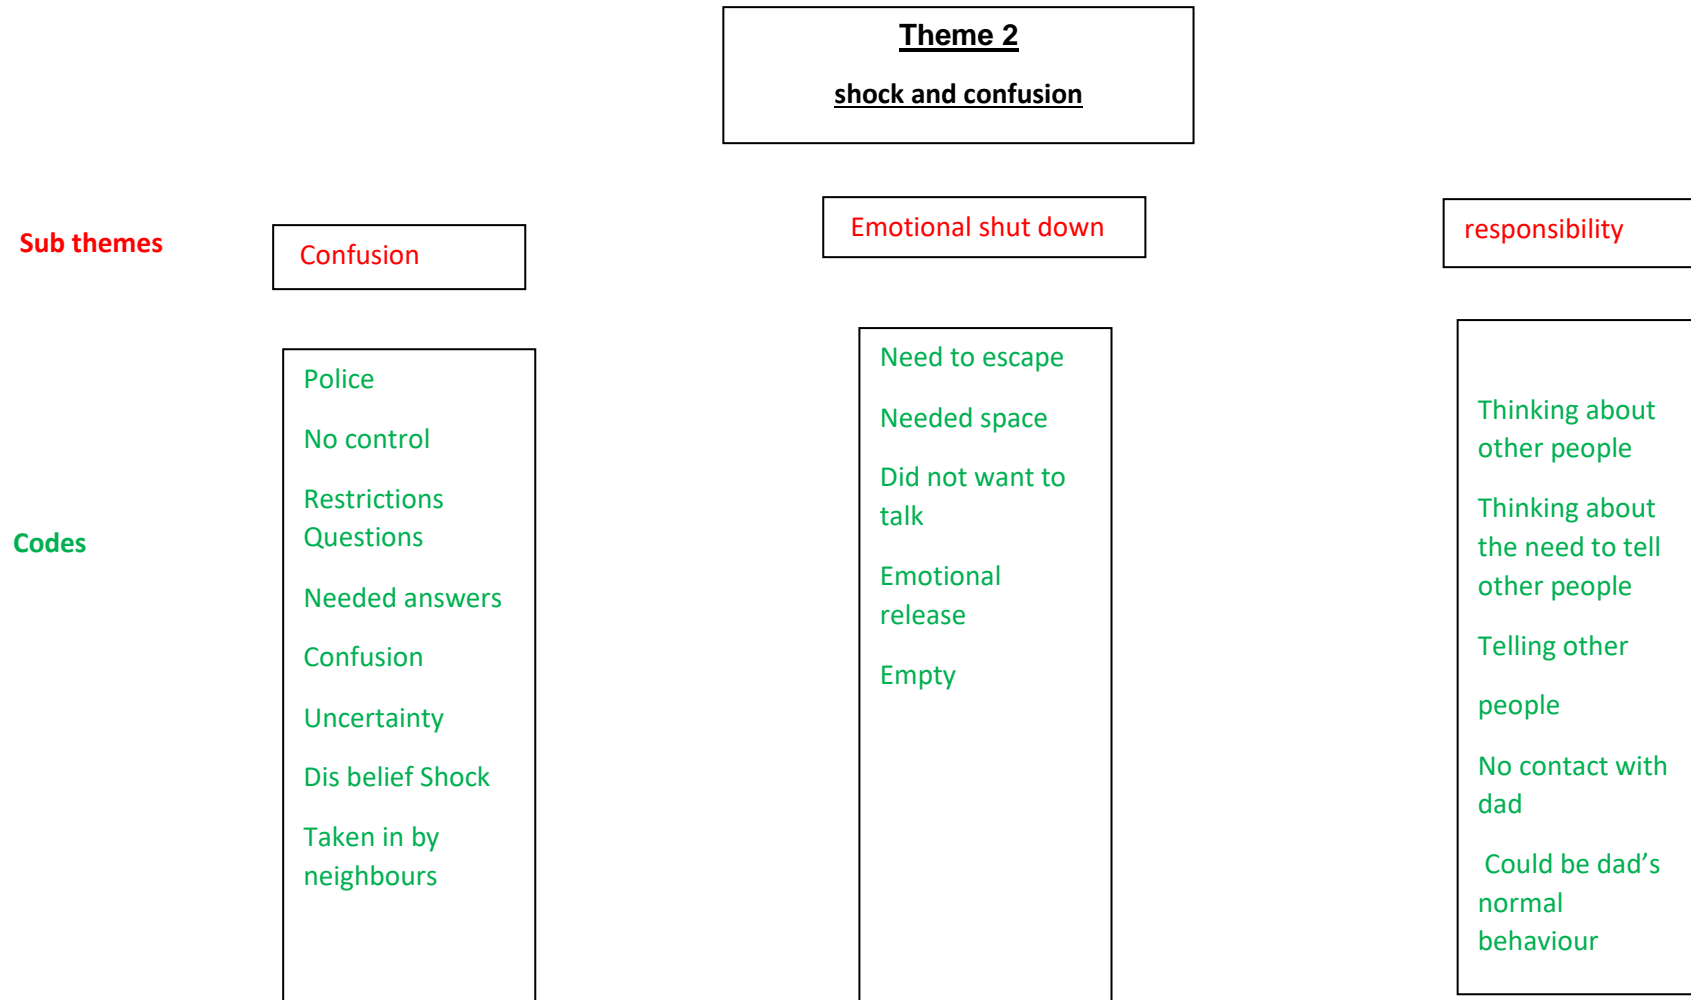 Theme 2
shock and confusion
Sub themes
Confusion
Emotional shut down
responsibility
Codes
Police
No control
Restrictions
Questions
Needed answers
Confusion
Uncertainty
Dis belief Shock
Taken in by
neighbours
Need to escape
Needed space
Did not want to
talk
Emotional
release
Empty
Thinking about
other people
Thinking about
the need to tell
other people
Telling other
people
No contact with
dad
Could be dad’s
normal
behaviour